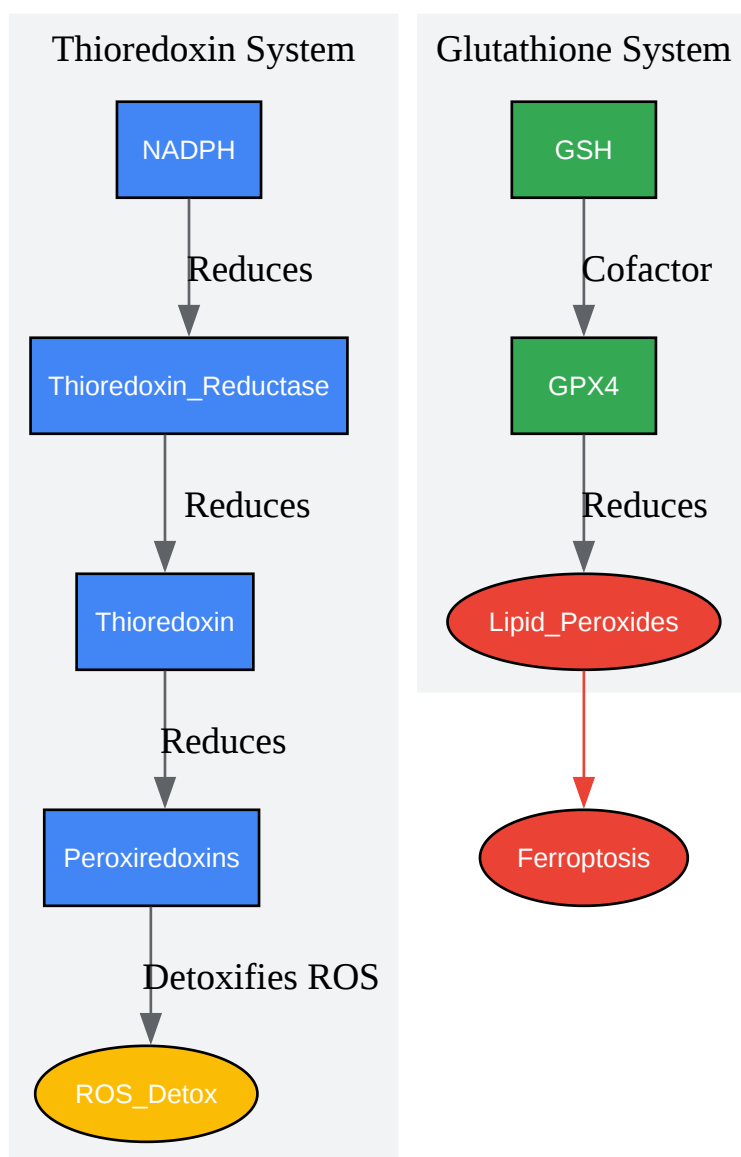 Thioredoxin System
NADPH
Reduces
Thioredoxin_Reductase
Reduces
Thioredoxin
Reduces
Peroxiredoxins
Detoxifies ROS
ROS_Detox
Glutathione System
GSH
Cofactor
GPX4
Reduces
Lipid_Peroxides
Ferroptosis